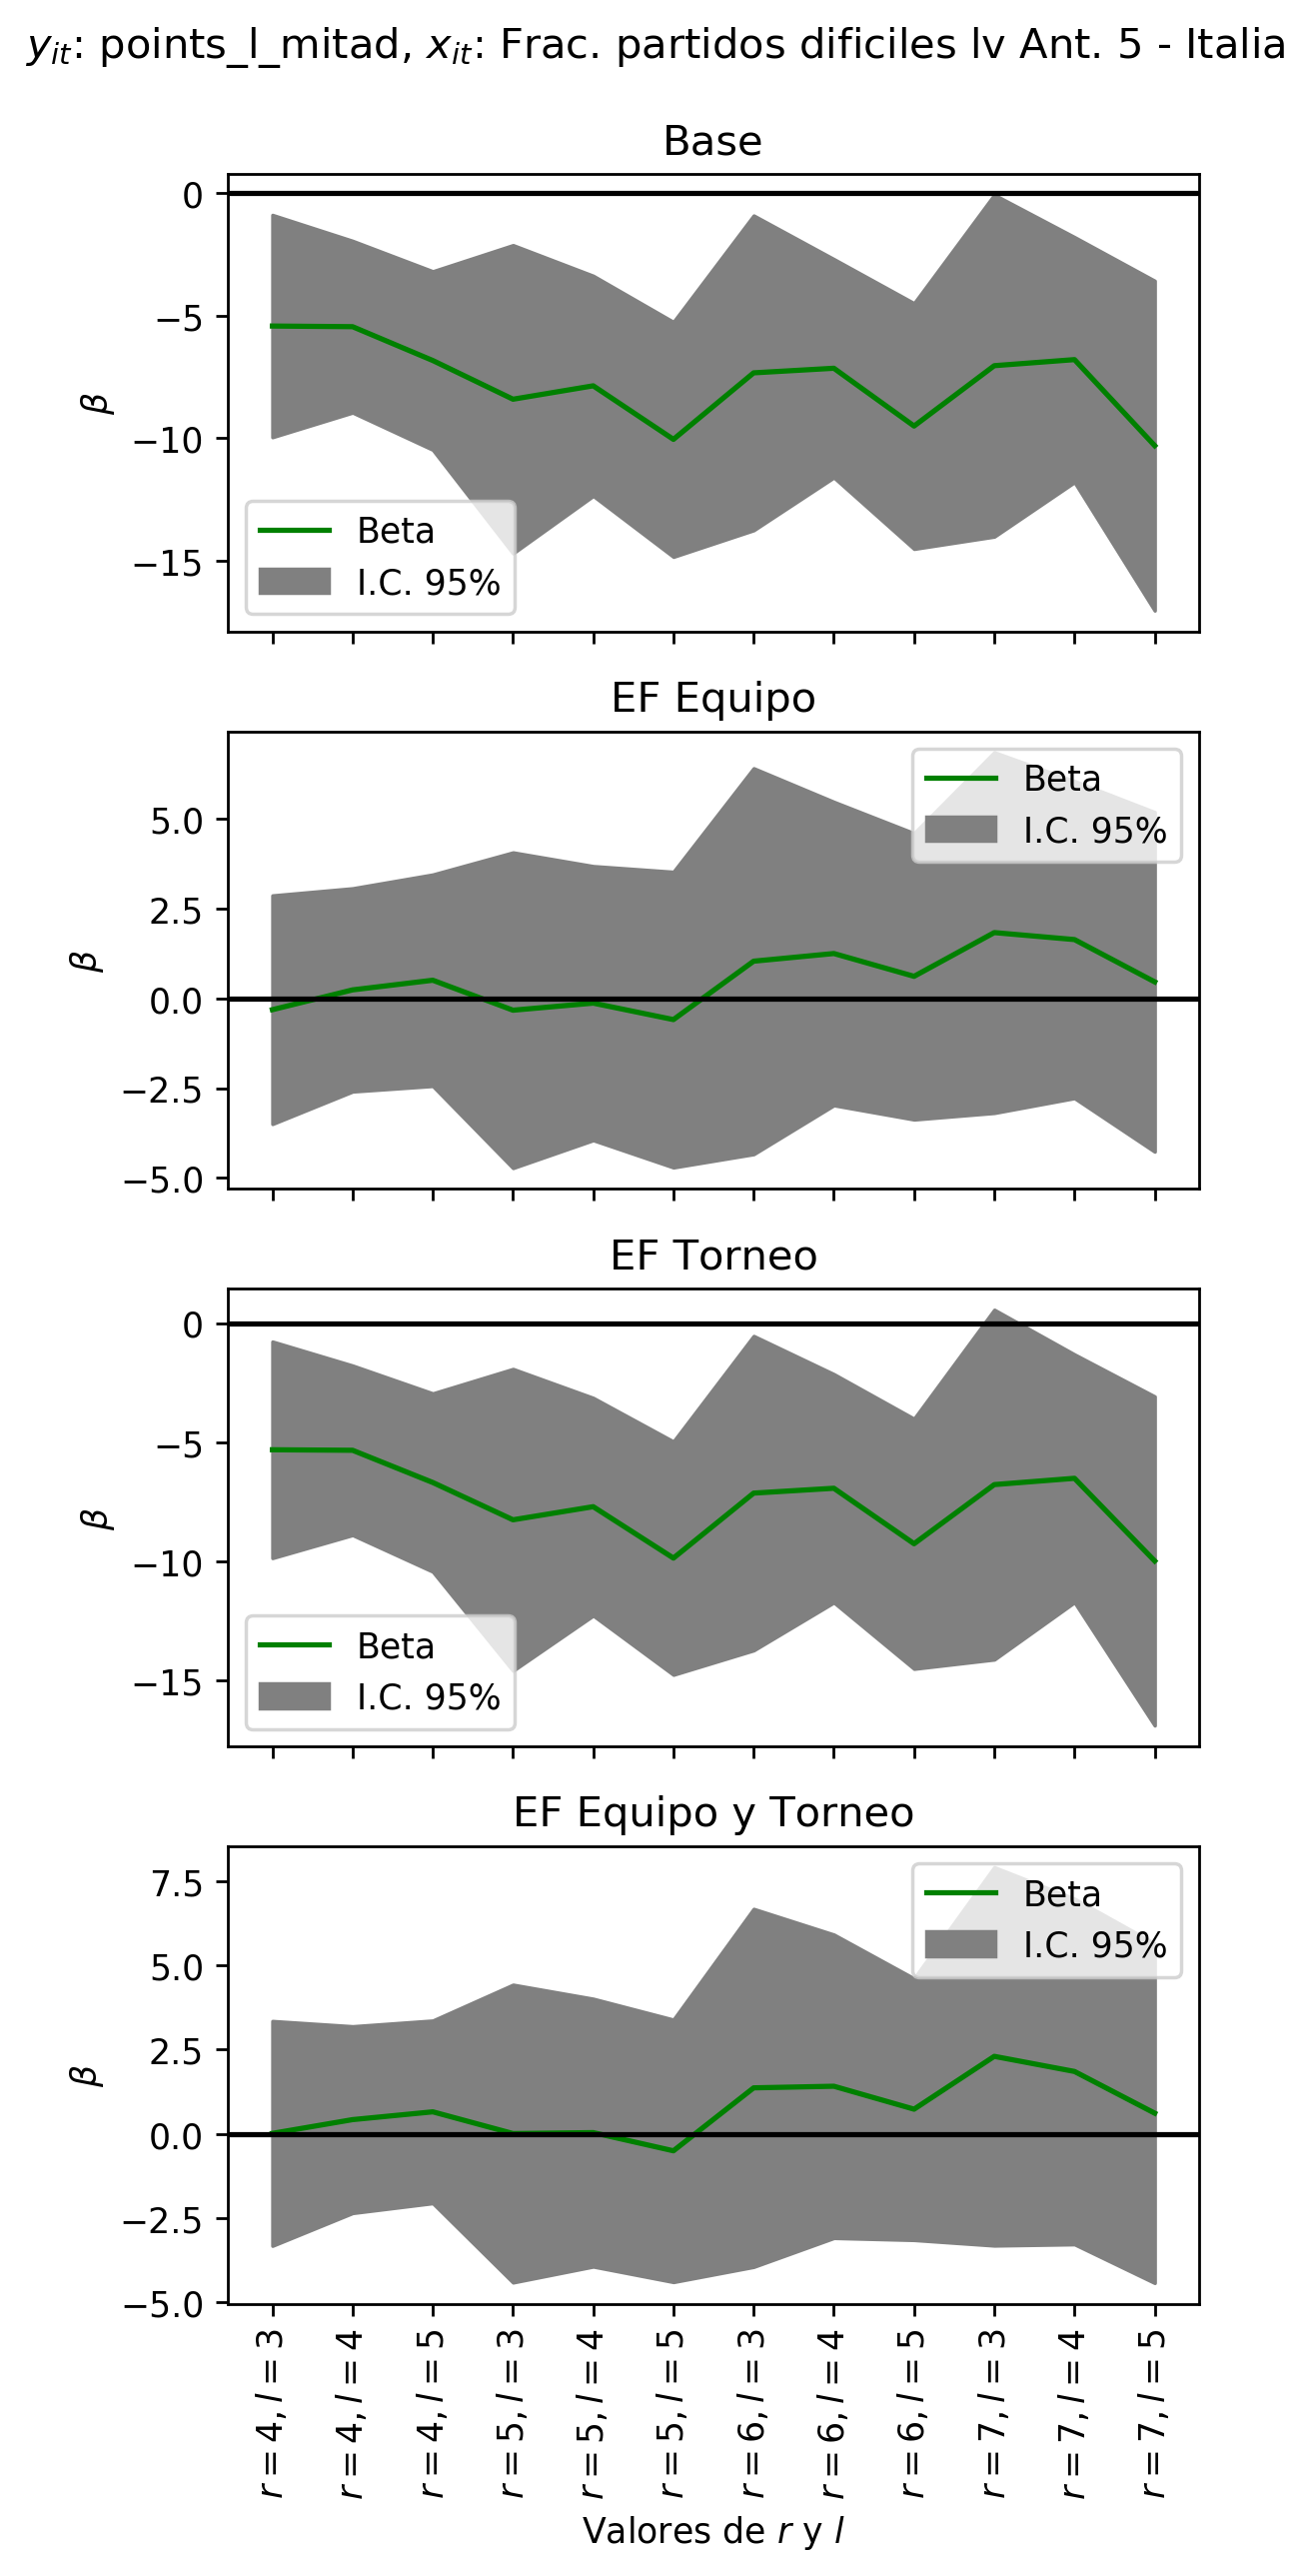 y_it: points_l_mitad, x_it: Frac. partidos dificiles lv Ant. 5 - Italia
Base
0
−5
−10
−15
β
Beta
I.C. 95%
EF Equipo
5.0
2.5
0.0
−2.5
−5.0
β
Beta
I.C. 95%
EF Torneo
0
−5
−10
−15
β
Beta
I.C. 95%
EF Equipo y Torneo
7.5
5.0
2.5
0.0
−2.5
−5.0
β
Beta
I.C. 95%
r = 4, l = 3
r = 4, l = 4
r = 4, l = 5
r = 5, l = 3
r = 5, l = 4
r = 5, l = 5
r = 6, l = 3
r = 6, l = 4
r = 6, l = 5
r = 7, l = 3
r = 7, l = 4
r = 7, l = 5
Valores de r y l